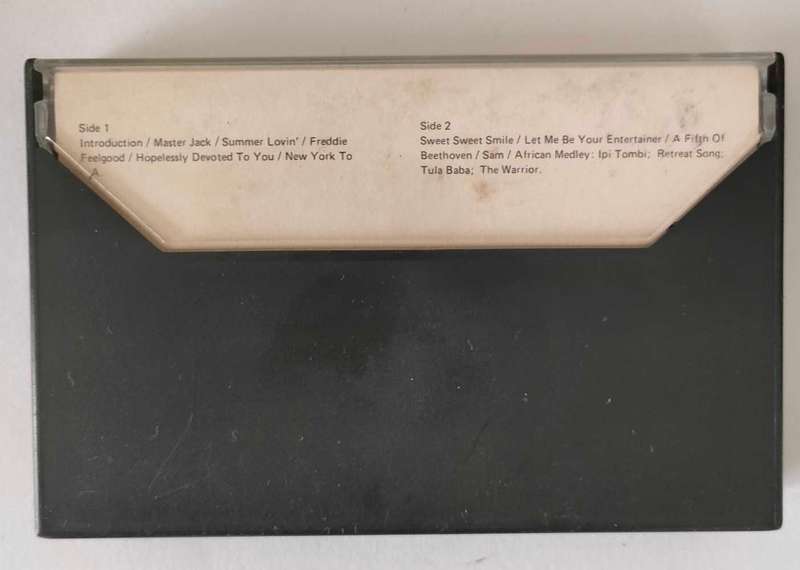 Side 1
Introduction / Master Jack / Summer Lovin' / Freddie
Feelgood / Hopelessly Devoted To You / New York To
A.
Side 2
Sweet Sweet Smile / Let Me Be Your Entertainer / A Fifth Of
Beethoven / Sam / African Medley: Ipi Tombi; Retreat Song;
Tula Baba; The Warrior.